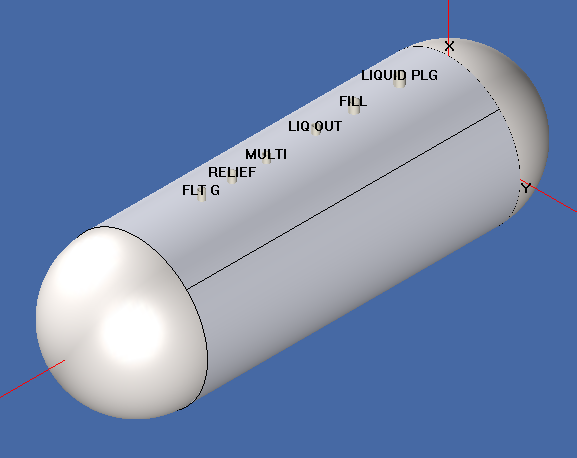 X
LIQUID PLG
FILL
LIQ OUT
MULTI
RELIEF
FLT G
Y